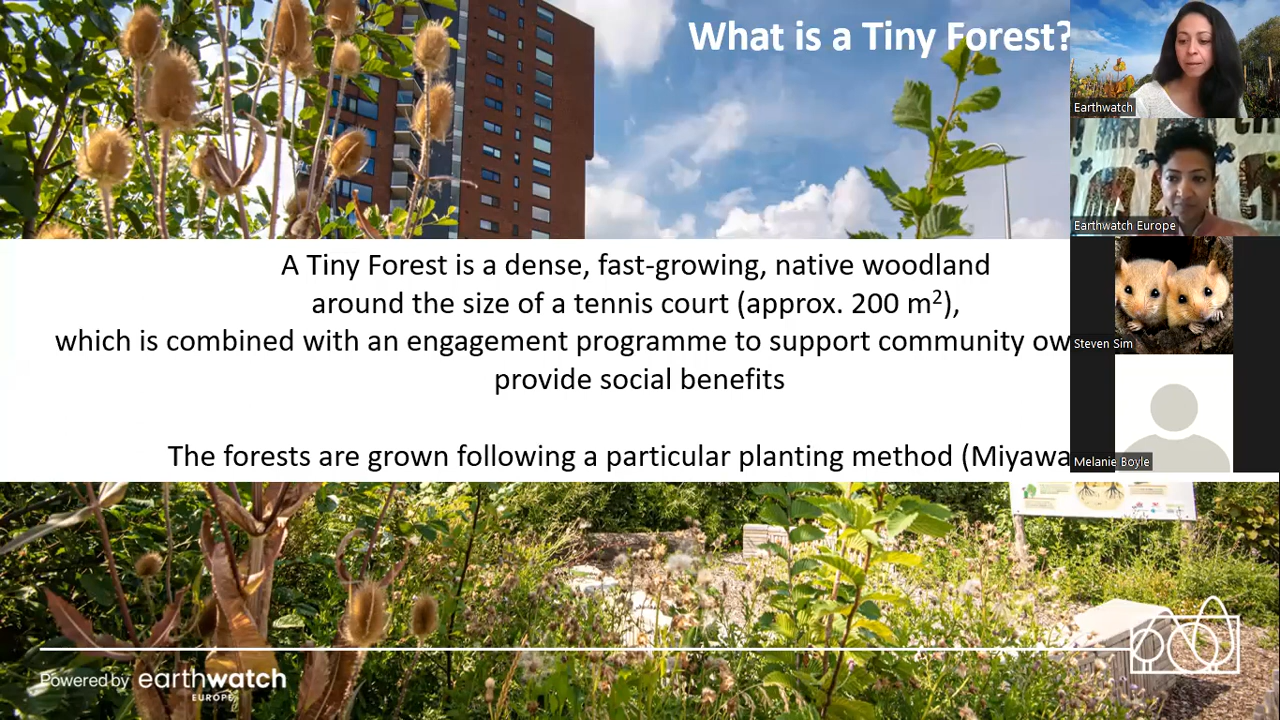 What is a Tiny Forest?
Earthwatch
Earthwatch Europe
A Tiny Forest is a dense, fast-growing, native woodland
around the size of a tennis court (approx. 200 m²),
which is combined with an engagement programme to support community ow
Steven Sim
provide social benefits
The forests are grown following a particular planting method (Miyawa
Melanie Boyle
Powered by earthwatch
EUROPE